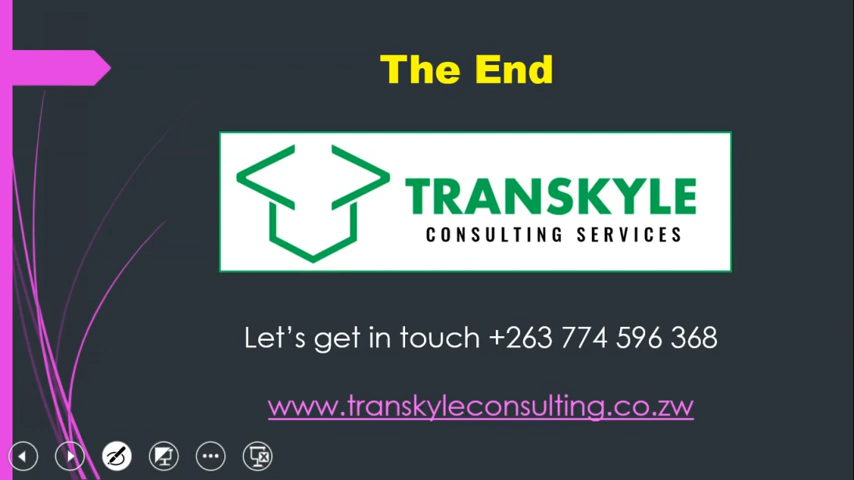 The End
TRANSKYLE
CONSULTING SERVICES
Let’s get in touch +263 774 596 368
www.transkyleconsulting.co.zw